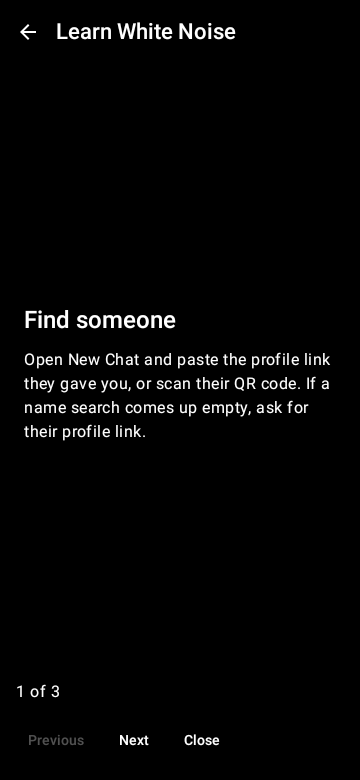 Learn White Noise
Find someone
Open New Chat and paste the profile link
they gave you, or scan their QR code. If a
name search comes up empty, ask for
their profile link.
1 of 3
Previous Next Close